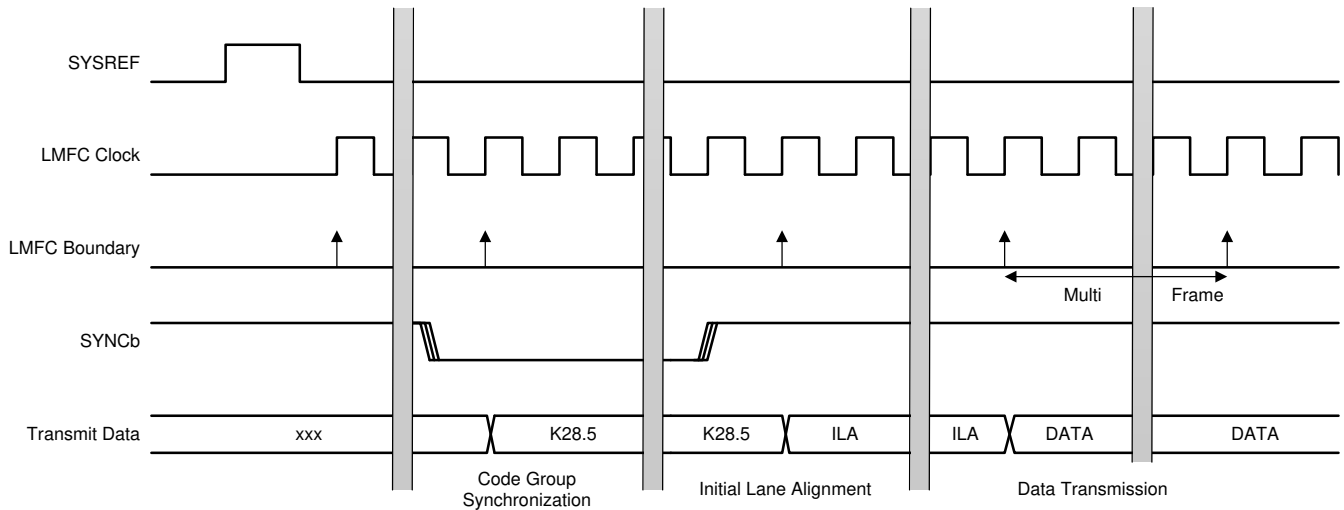 SYSREF
LMFC Clock
LMFC Boundary
Multi Frame
SYNCb
Transmit Data
xxx
K28.5
K28.5
ILA
ILA
DATA
DATA
Code Group
Synchronization
Initial Lane Alignment
Data Transmission